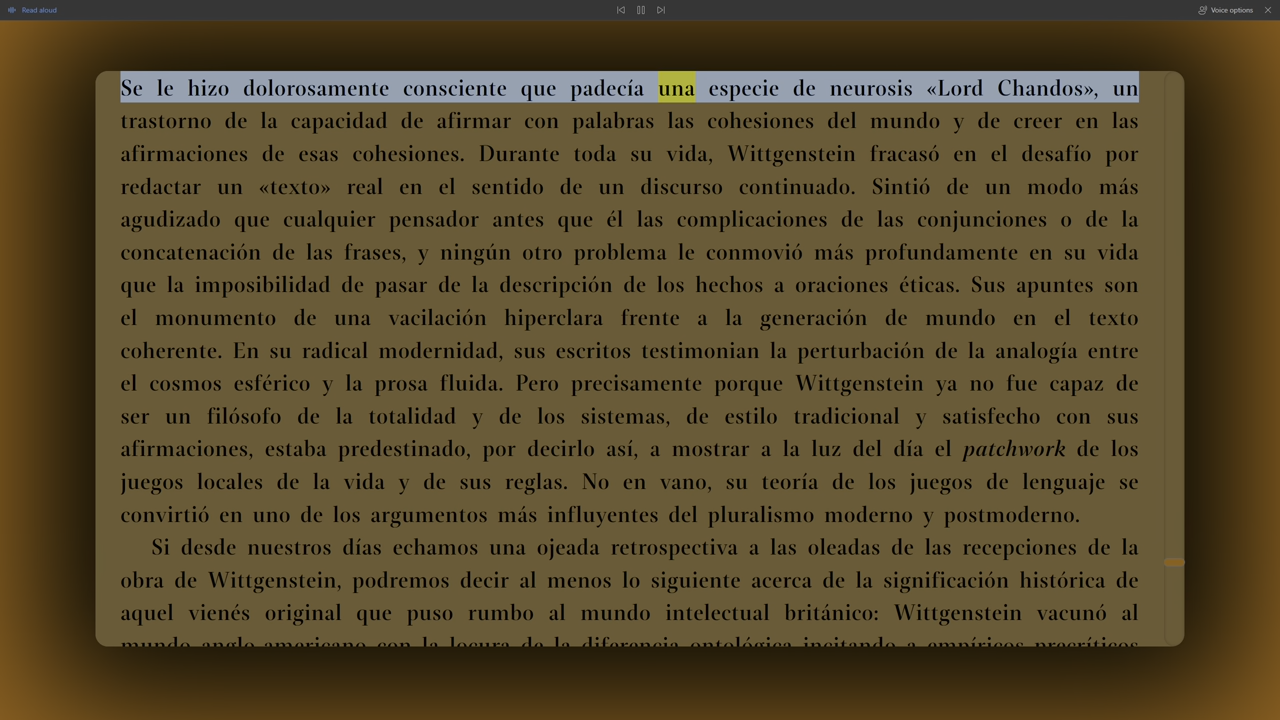 Read aloud
Voice options
Se le hizo dolorosamente consciente que padecía una especie de neurosis «Lord Chandos», un
trastorno de la capacidad de afirmar con palabras las cohesiones del mundo y de creer en las
afirmaciones de esas cohesiones. Durante toda su vida, Wittgenstein fracasó en el desafío por
redactar un «texto» real en el sentido de un discurso continuado. Sintió de un modo más
agudizado que cualquier pensador antes que él las complicaciones de las conjunciones o de la
concatenación de las frases, y ningún otro problema le conmovió más profundamente en su vida
que la imposibilidad de pasar de la descripción de los hechos a oraciones éticas. Sus apuntes son
el monumento de una vacilación hiperclara frente a la generación de mundo en el texto
coherente. En su radical modernidad, sus escritos testimonian la perturbación de la analogía entre
el cosmos esférico y la prosa fluida. Pero precisamente porque Wittgenstein ya no fue capaz de
ser un filósofo de la totalidad y de los sistemas, de estilo tradicional y satisfecho con sus
afirmaciones, estaba predestinado, por decirlo así, a mostrar a la luz del día el patchwork de los
juegos locales de la vida y de sus reglas. No en vano, su teoría de los juegos de lenguaje se
convirtió en uno de los argumentos más influyentes del pluralismo moderno y postmoderno.
Si desde nuestros días echamos una ojeada retrospectiva a las oleadas de las recepciones de la
obra de Wittgenstein, podremos decir al menos lo siguiente acerca de la significación histórica de
aquel vienés original que puso rumbo al mundo intelectual británico: Wittgenstein vacunó al
mundo anglo-americano con la locura de la diferencia ontológica incitando a empíricos precríticos